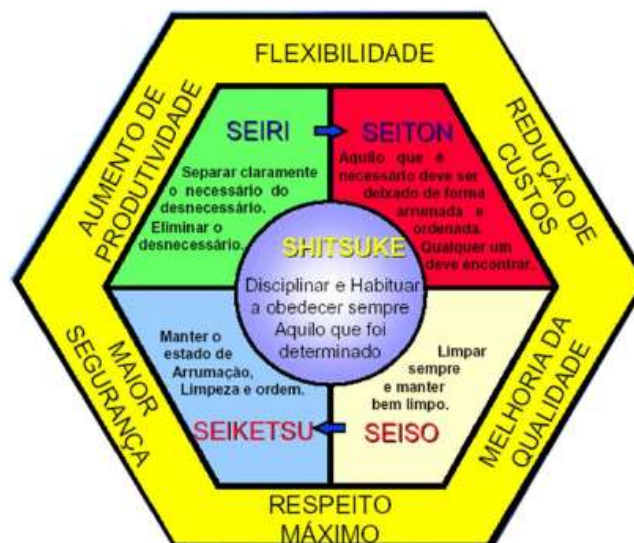 FLEXIBILIDADE
AUMENTO DE
PRODUTIVIDADE
REDUÇÃO DE
CUSTOS
SEIRI
Separar claramente
o necessário do
desnecessário.
Eliminar o
desnecessário.
SEITON
Aquilo que é
necessário deve ser
deixado de forma
arrumada e
ordenada.
Qualquer um
deve encontrar.
SHITSUKE
Disciplinar e Habituar
a obedecer sempre
Aquilo que foi
determinado
Manter o
estado de
Arrumação,
Limpeza e ordem.
SEIKETSU
Limpar
sempre
e manter
bem limpo.
SEISO
MAIOR
SEGURANÇA
MELHORIA DA
QUALIDADE
RESPEITO
MÁXIMO